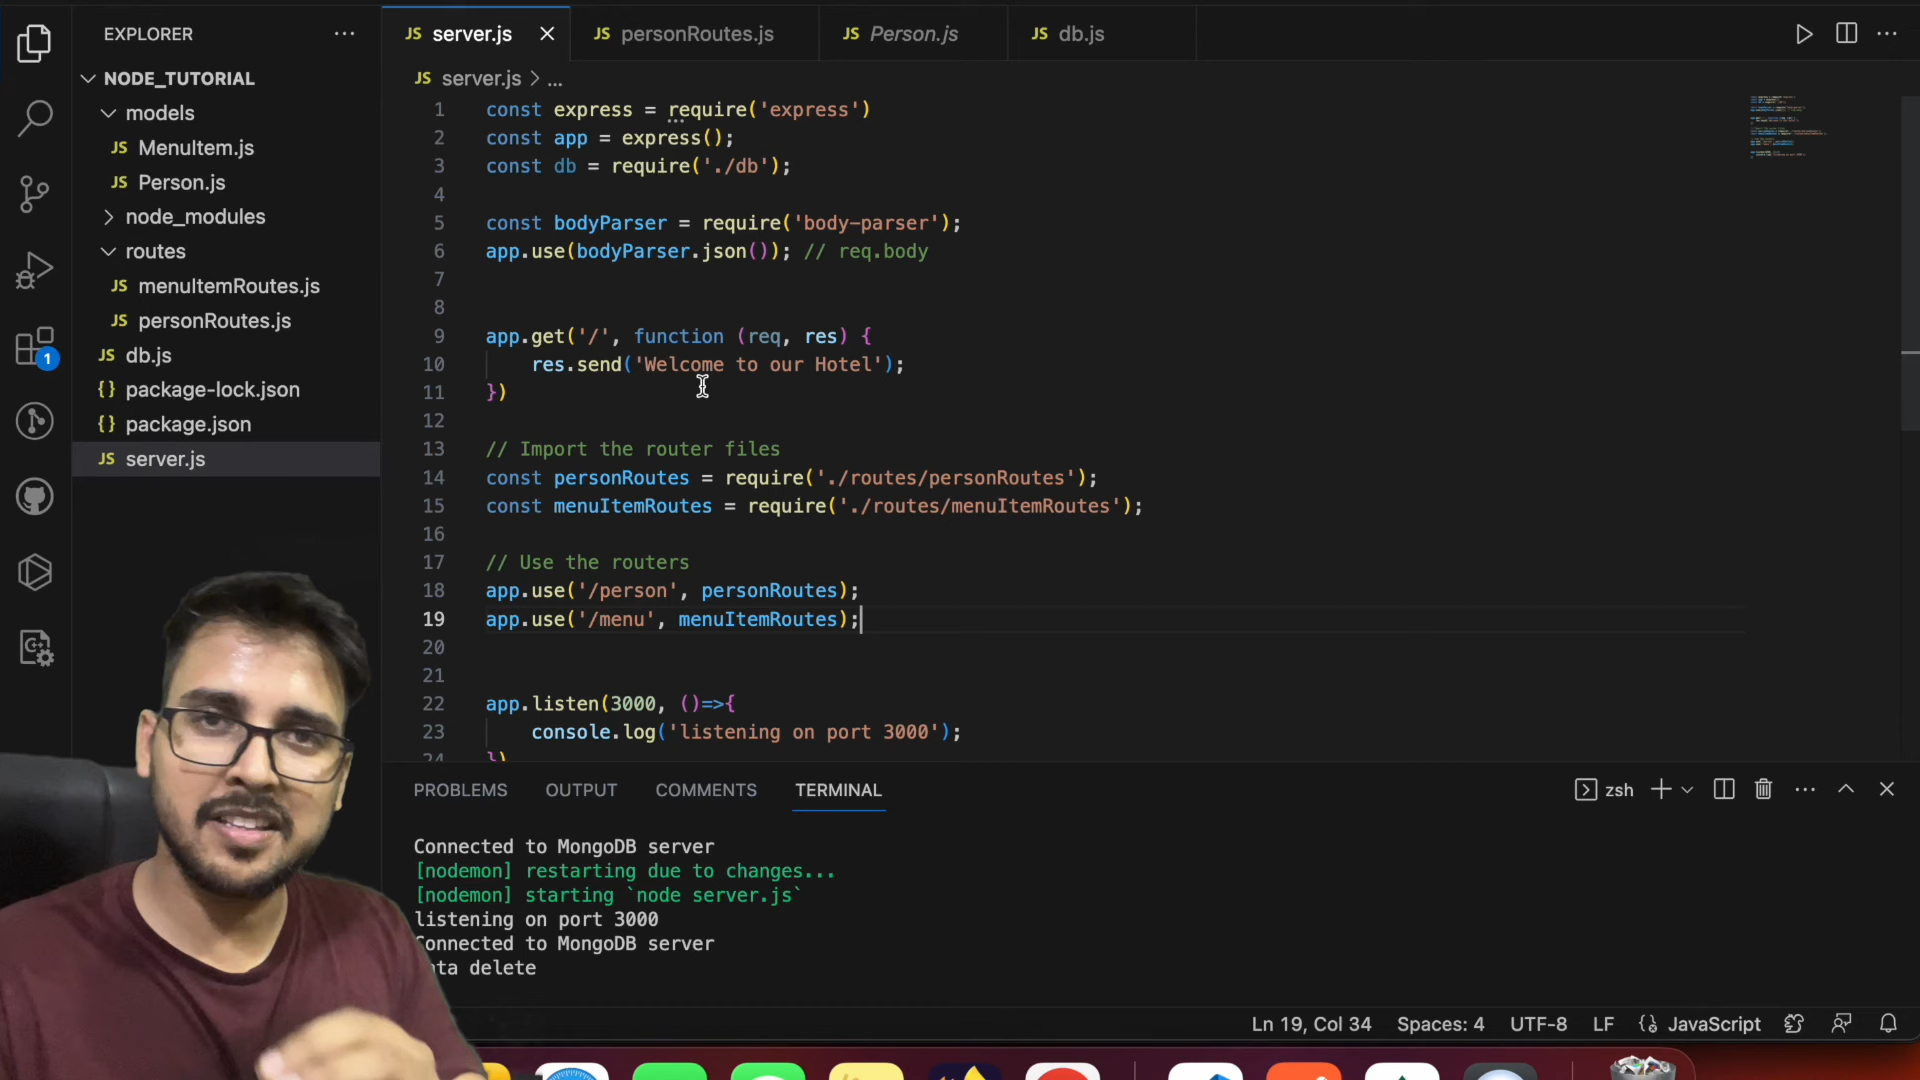 EXPLORER
NODE_TUTORIAL
models
JS MenuItem.js
JS Person.js
node_modules
routes
JS menuItemRoutes.js
JS personRoutes.js
JS db.js
{} package-lock.json
{} package.json
JS server.js
1
JS server.js
JS personRoutes.js
JS Person.js
JS db.js
JS server.js > ...
1 const express = require('express')
2 const app = express();
3 const db = require('./db');
4
5 const bodyParser = require('body-parser');
6 app.use(bodyParser.json()); // req.body
7
8
9 app.get('/', function (req, res) {
10 res.send('Welcome to our Hotel');
11 })
12
13 // Import the router files
14 const personRoutes = require('./routes/personRoutes');
15 const menuItemRoutes = require('./routes/menuItemRoutes');
16
17 // Use the routers
18 app.use('/person', personRoutes);
19 app.use('/menu', menuItemRoutes);
20
21
22 app.listen(3000, ()=>{
23 console.log('listening on port 3000');
24 })
PROBLEMS OUTPUT COMMENTS TERMINAL
zsh
Connected to MongoDB server
[nodemon] restarting due to changes...
[nodemon] starting `node server.js`
listening on port 3000
Connected to MongoDB server
ata delete
Ln 19, Col 34 Spaces: 4 UTF-8 LF {} JavaScript